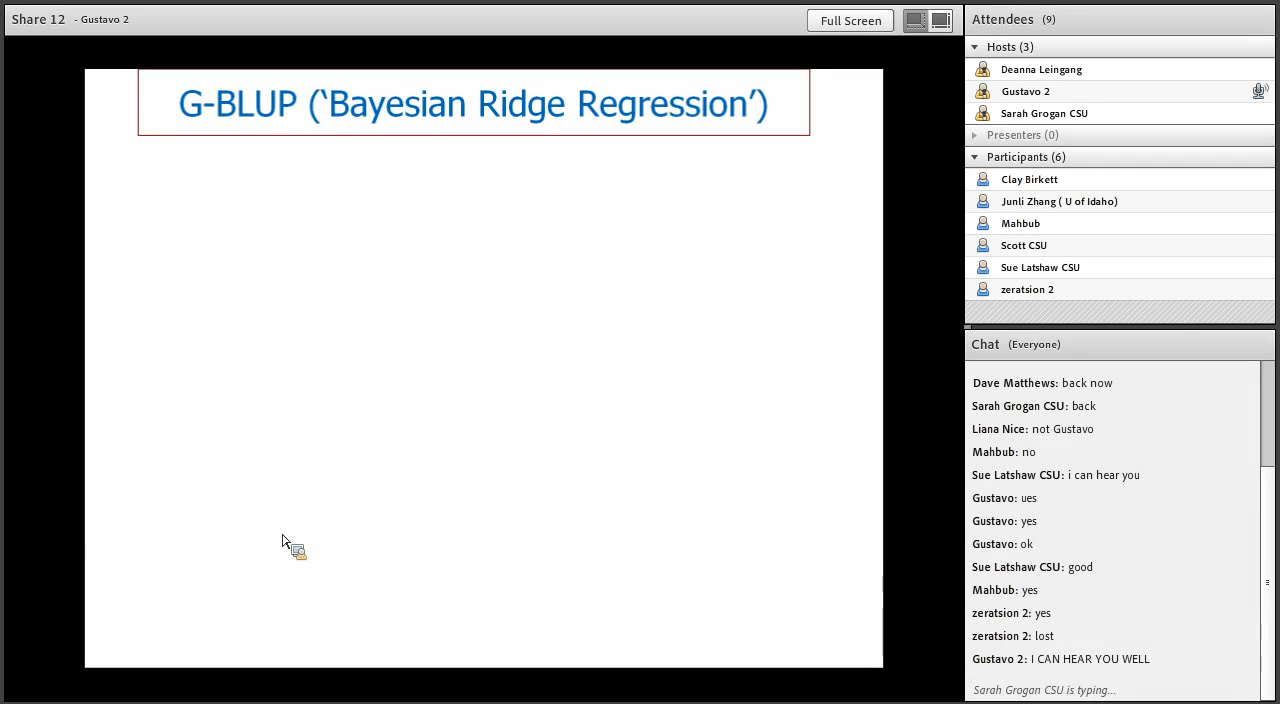 Share 12 - Gustavo 2
Full Screen
G-BLUP (‘Bayesian Ridge Regression’)
Attendees (9)
Hosts (3)
Deanna Leingang
Gustavo 2
Sarah Grogan CSU
Presenters (0)
Participants (6)
Clay Birkett
Junli Zhang ( U of Idaho)
Mahbub
Scott CSU
Sue Latshaw CSU
zeratsion 2
Chat (Everyone)
Dave Matthews: back now
Sarah Grogan CSU: back
Liana Nice: not Gustavo
Mahbub: no
Sue Latshaw CSU: i can hear you
Gustavo: ues
Gustavo: yes
Gustavo: ok
Sue Latshaw CSU: good
Mahbub: yes
zeratsion 2: yes
zeratsion 2: lost
Gustavo 2: I CAN HEAR YOU WELL
Sarah Grogan CSU is typing...